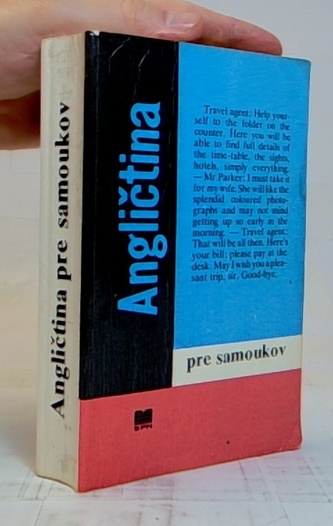 Angličtina pre samoukov
Angličtina
Travel agent: Help your-
self to the folder on the
counter. Here you will be
able to find full details of
the time-table, the sights,
hotels, simply everything.
— Mr Parker: I must take it
for my wife. She will like the
splendid coloured photo-
graphs and may not mind
getting up so early in the
morning. — Travel agent:
That will be all then. Here's
your bill; please pay at the
desk. May I wish you a plea-
sant trip, sir. Good-bye.
pre samoukov
SPN